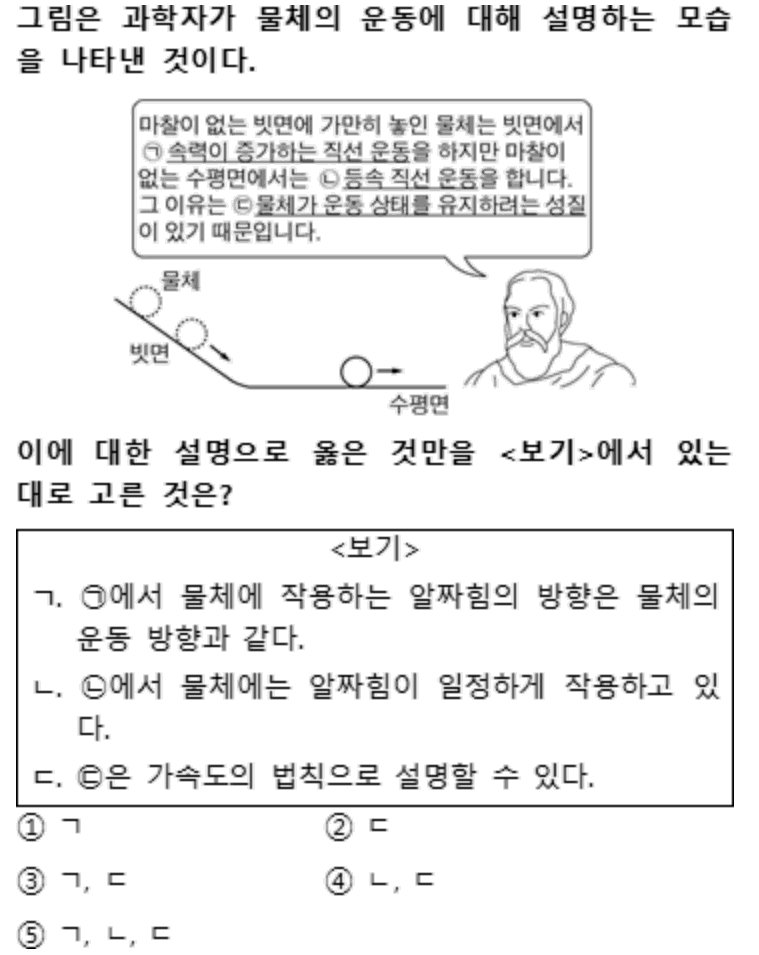 그림은 과학자가 물체의 운동에 대해 설명하는 모습
을 나타낸 것이다.
마찰이 없는 빗면에 가만히 놓인 물체는 빗면에서
㉠ 속력이 증가하는 직선 운동을 하지만 마찰이
없는 수평면에서는 ㉡ 등속 직선 운동을 합니다.
그 이유는 ㉢ 물체가 운동 상태를 유지하려는 성질
이 있기 때문입니다.
물체
빗면
수평면
이에 대한 설명으로 옳은 것만을 <보기>에서 있는
대로 고른 것은?
<보기>
ㄱ. ㉠에서 물체에 작용하는 알짜힘의 방향은 물체의
운동 방향과 같다.
ㄴ. ㉡에서 물체에는 알짜힘이 일정하게 작용하고 있
다.
ㄷ. ㉢은 가속도의 법칙으로 설명할 수 있다.
① ㄱ ② ㄷ
③ ㄱ, ㄷ ④ ㄴ, ㄷ
⑤ ㄱ, ㄴ, ㄷ